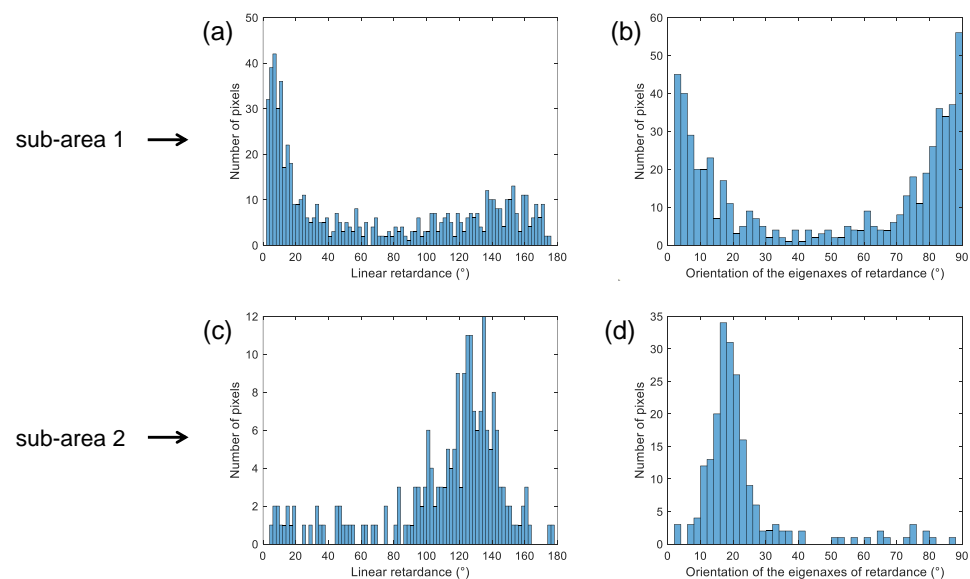 (a)
50
40
30
20
10
0
Number of pixels
0 20 40 60 80 100 120 140 160 180
Linear retardance (°)
(b)
60
50
40
30
20
10
0
Number of pixels
0 10 20 30 40 50 60 70 80 90
Orientation of the eigenaxes of retardance (°)
sub-area 1
(c)
12
10
8
6
4
2
0
Number of pixels
0 20 40 60 80 100 120 140 160 180
Linear retardance (°)
(d)
35
30
25
20
15
10
5
0
Number of pixels
0 10 20 30 40 50 60 70 80 90
Orientation of the eigenaxes of retardance (°)
sub-area 2